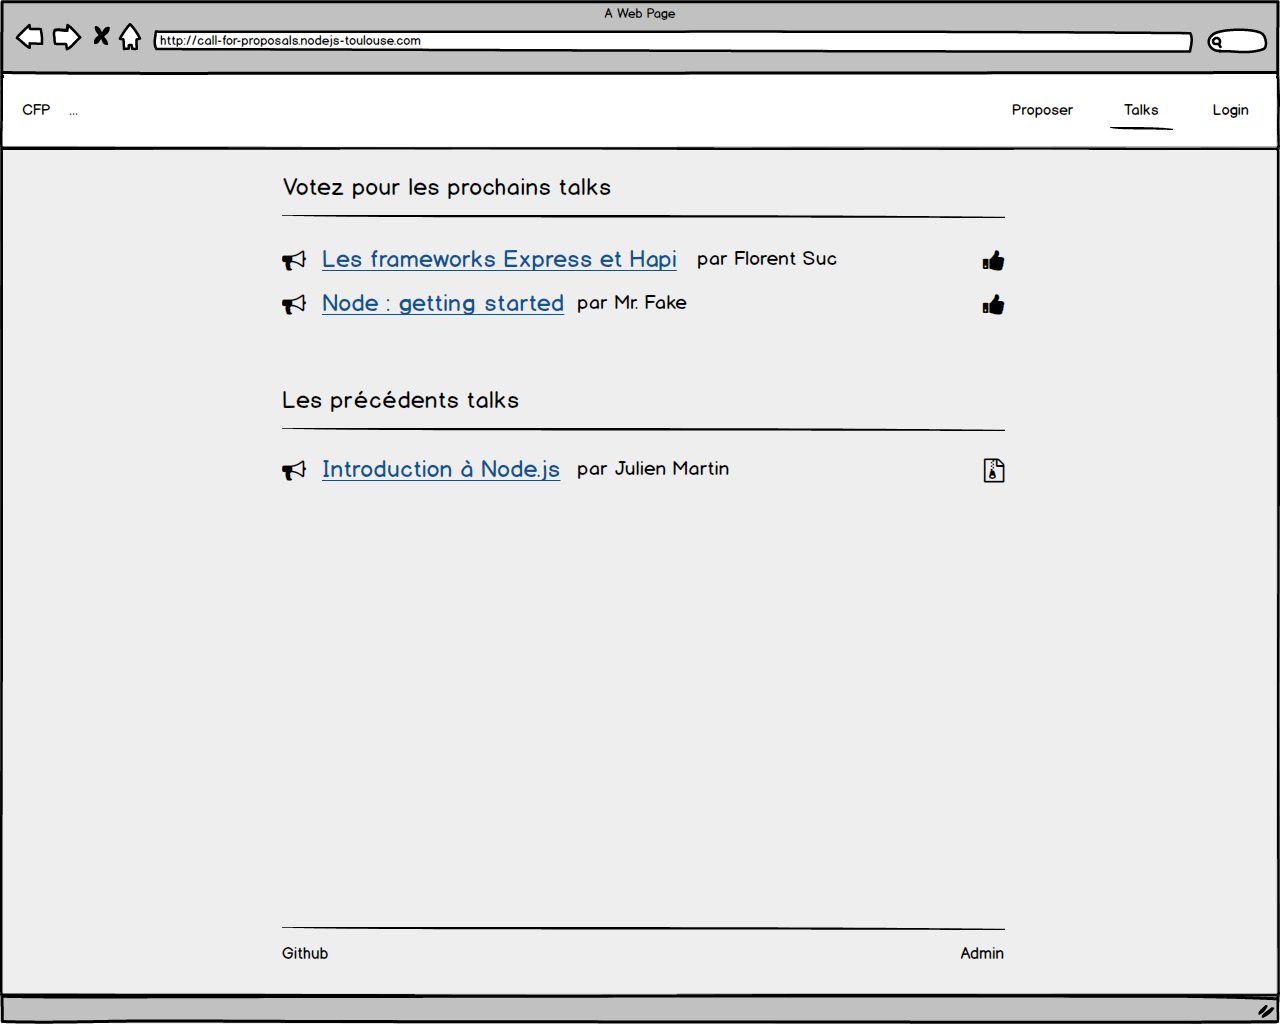 A Web Page
http://call-for-proposals.nodejs-toulouse.com
CFP ... Proposer Talks Login
Votez pour les prochains talks
Les frameworks Express et Hapi par Florent Suc
Node : getting started par Mr. Fake
Les précédents talks
Introduction à Node.js par Julien Martin
Github Admin